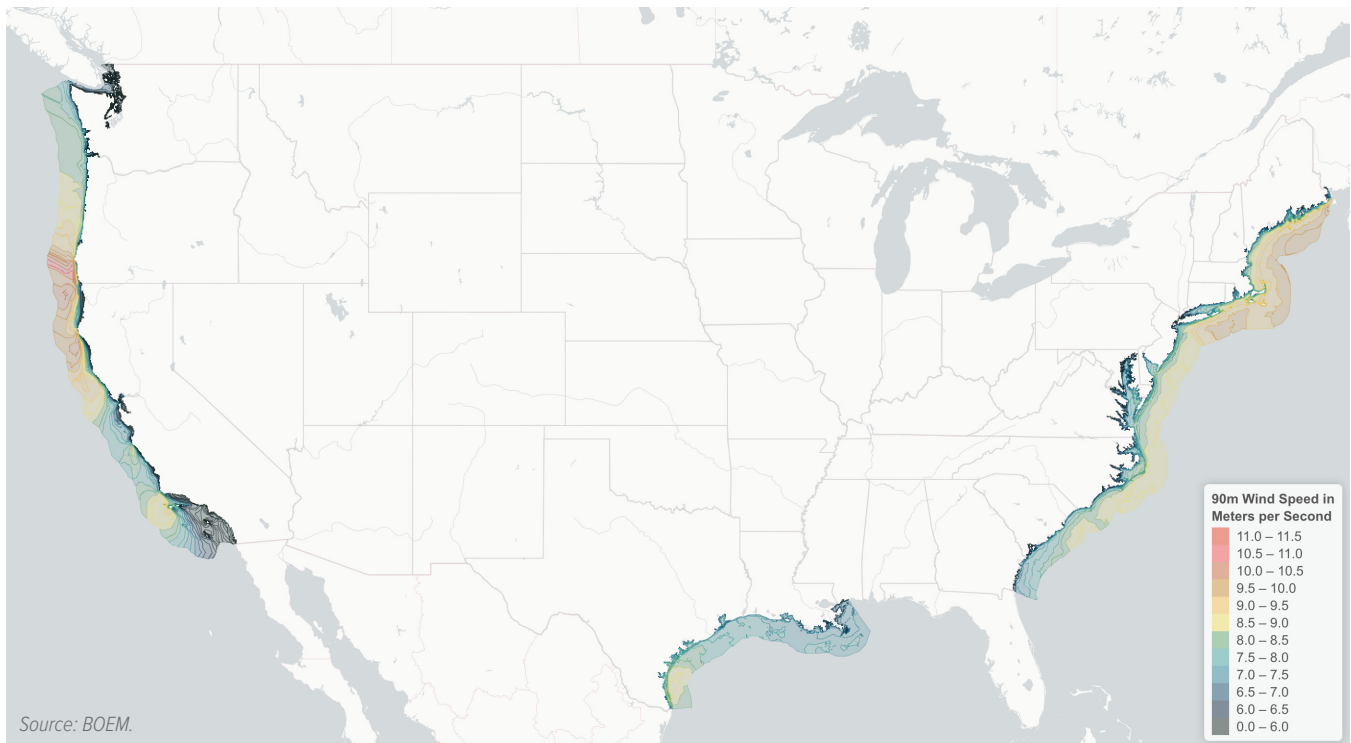 90m Wind Speed in
Meters per Second
11.0 – 11.5
10.5 – 11.0
10.0 – 10.5
9.5 – 10.0
9.0 – 9.5
8.5 – 9.0
8.0 – 8.5
7.5 – 8.0
7.0 – 7.5
6.5 – 7.0
6.0 – 6.5
0.0 – 6.0
Source: BOEM.